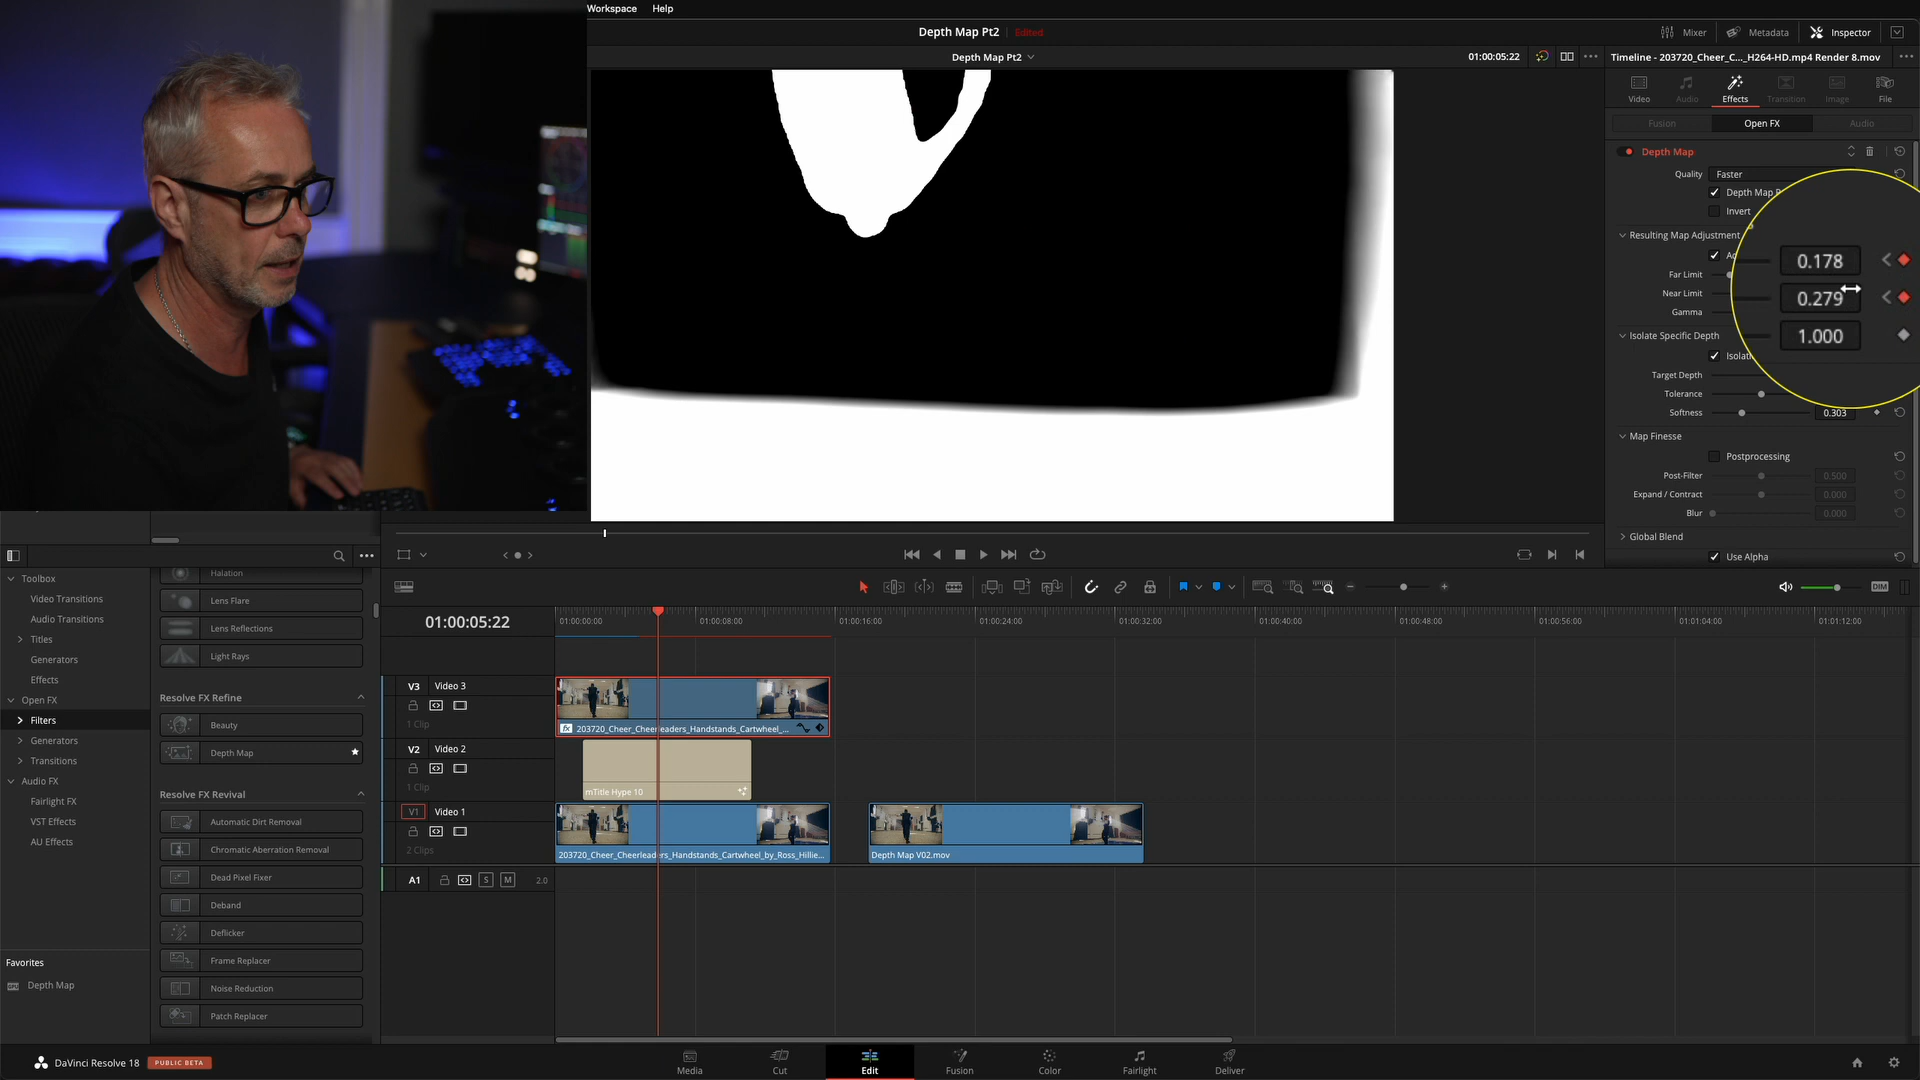 Workspace Help
Depth Map Pt2 Edited
Mixer Metadata Inspector
Depth Map Pt2
01:00:05:22
Timeline - 203720_Cheer_C..._H264-HD.mp4 Render 8.mov
Video Audio Effects Transition Image File
Fusion Open FX Audio
Depth Map
Quality Faster
Depth Map
Invert
Resulting Map Adjustment
0.178
Far Limit
Near Limit
0.279
Gamma
1.000
Isolate Specific Depth
Target Depth
Tolerance
Softness 0.303
Map Finesse
Postprocessing
Post-Filter 0.500
Expand / Contract 0.000
Blur 0.000
Global Blend
Use Alpha
Toolbox
Video Transitions
Audio Transitions
Titles
Generators
Effects
Open FX
Filters
Generators
Transitions
Audio FX
Fairlight FX
VST Effects
AU Effects
Favorites
Depth Map
Halation
Lens Flare
Lens Reflections
Light Rays
Resolve FX Refine
Beauty
Depth Map
Resolve FX Revival
Automatic Dirt Removal
Chromatic Aberration Removal
Dead Pixel Fixer
Deband
Deflicker
Frame Replacer
Noise Reduction
Patch Replacer
DIM
01:00:05:22
01:00:00:00 01:00:08:00 01:00:16:00 01:00:24:00 01:00:32:00 01:00:40:00 01:00:48:00 01:00:56:00 01:01:04:00 01:01:12:00
V3 Video 3
1 Clip
203720_Cheer_Cheerleaders_Handstands_Cartwheel_...
V2 Video 2
1 Clip
mTitle Hype 10
V1 Video 1
2 Clips
203720_Cheer_Cheerleaders_Handstands_Cartwheel_by_Ross_Hillie...
Depth Map V02.mov
A1 S M 2.0
DaVinci Resolve 18 PUBLIC BETA
Media Cut Edit Fusion Color Fairlight Deliver